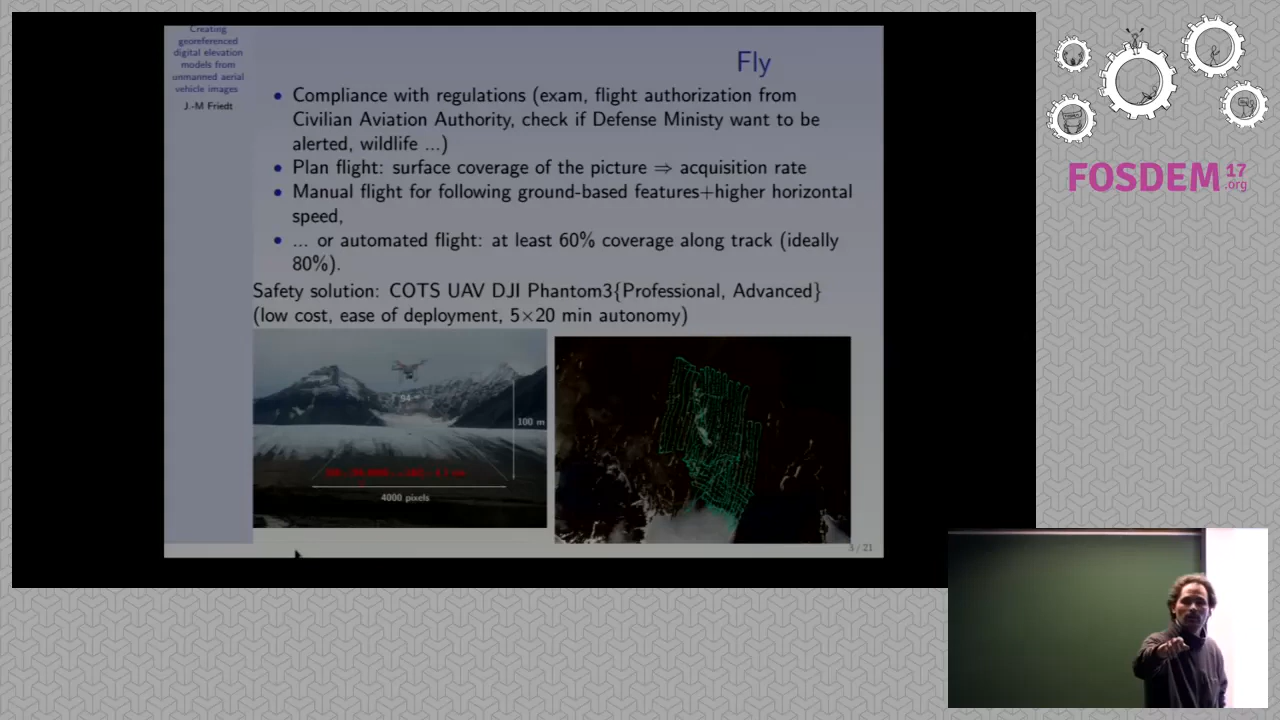 Creating
georeferenced
digital elevation
models from
unmanned aerial
vehicle images
J.-M Friedt
Fly
• Compliance with regulations (exam, flight authorization from
Civilian Aviation Authority, check if Defense Ministy want to be
alerted, wildlife ...)
• Plan flight: surface coverage of the picture ⇒ acquisition rate
• Manual flight for following ground-based features+higher horizontal
speed,
• ... or automated flight: at least 60% coverage along track (ideally
80%).
Safety solution: COTS UAV DJI Phantom3{Professional, Advanced}
(low cost, ease of deployment, 5×20 min autonomy)
100 m
4000 pixels
3 / 21
FOSDEM 17
.org